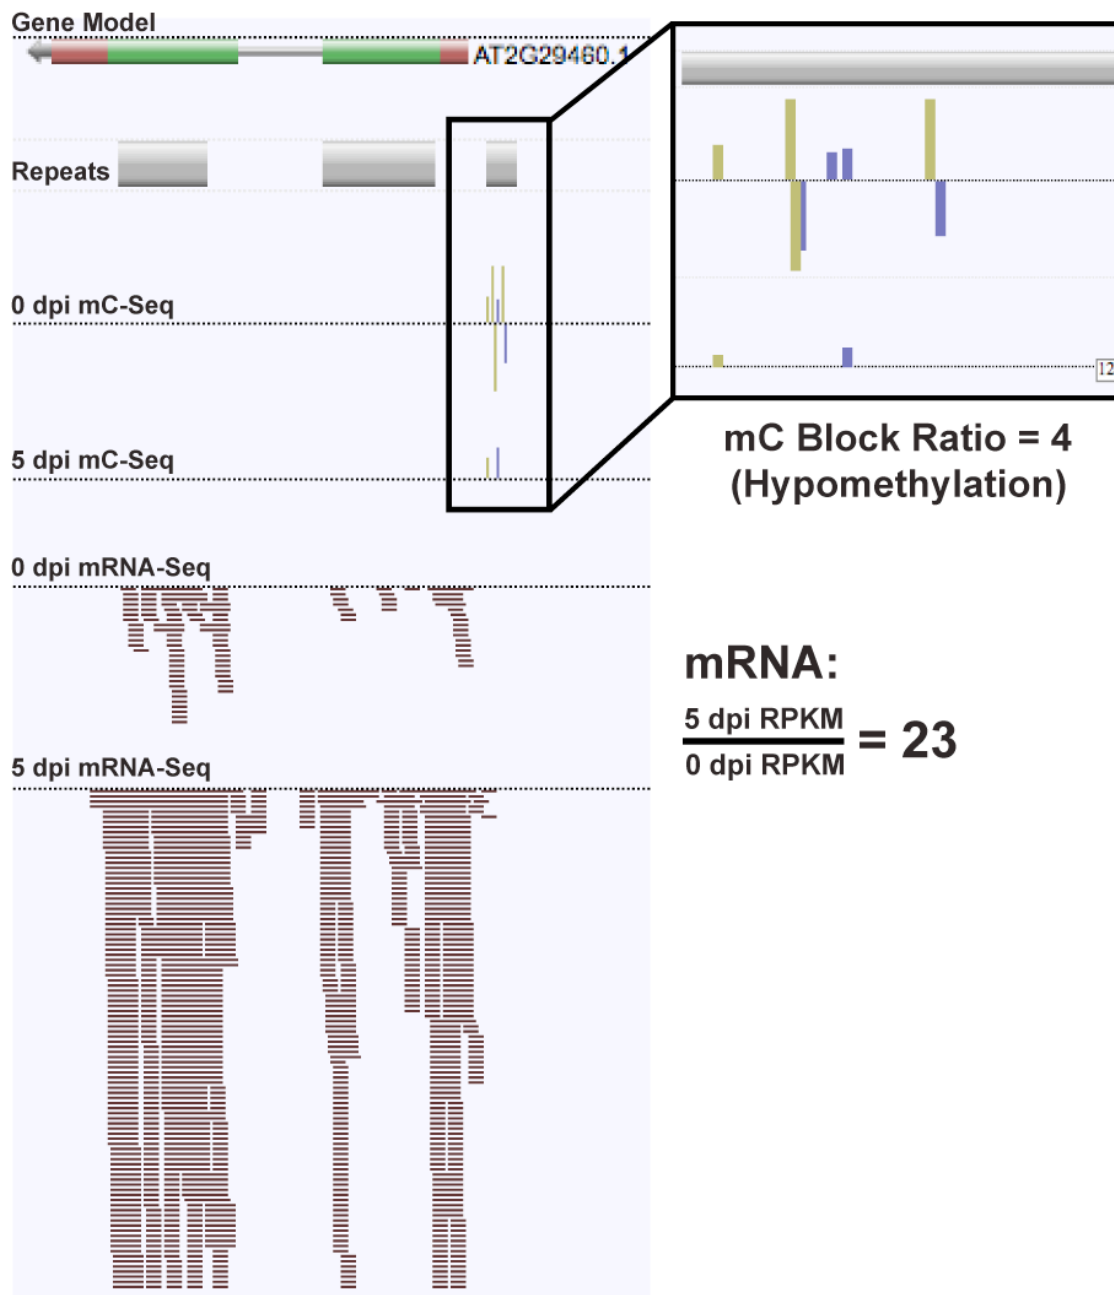 Gene Model
AT2G29460.1
Repeats
0 dpi mC-Seq
5 dpi mC-Seq
12
mC Block Ratio = 4
(Hypomethylation)
0 dpi mRNA-Seq
mRNA:
5 dpi RPKM
= 23
0 dpi RPKM
5 dpi mRNA-Seq